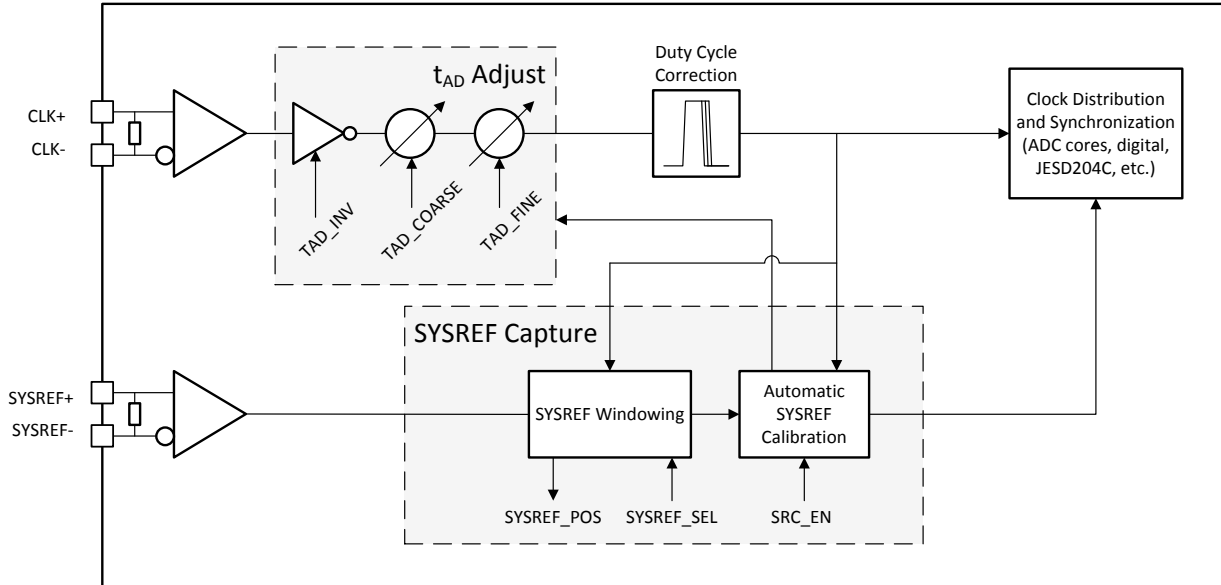 Duty Cycle
Correction
t_AD Adjust
CLK+
CLK-
TAD_INV
TAD_COARSE
TAD_FINE
Clock Distribution
and Synchronization
(ADC cores, digital,
JESD204C, etc.)
SYSREF Capture
SYSREF+
SYSREF-
SYSREF Windowing
Automatic
SYSREF
Calibration
SYSREF_POS
SYSREF_SEL
SRC_EN